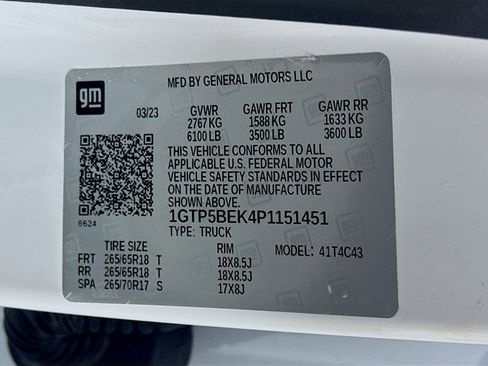 gm
MFD BY GENERAL MOTORS LLC
03/23 GVWR GAWR FRT GAWR RR
2767 KG 1588 KG 1633 KG
6100 LB 3500 LB 3600 LB
THIS VEHICLE CONFORMS TO ALL
APPLICABLE U.S. FEDERAL MOTOR
VEHICLE SAFETY STANDARDS IN EFFECT
ON THE DATE OF MANUFACTURE
SHOWN ABOVE.
8624
1GTP5BEK4P1151451
TYPE: TRUCK
TIRE SIZE RIM MODEL: 41T4C43
FRT 265/65R18 T 18X8.5J
RR 265/65R18 T 18X8.5J
SPA 265/70R17 S 17X8J